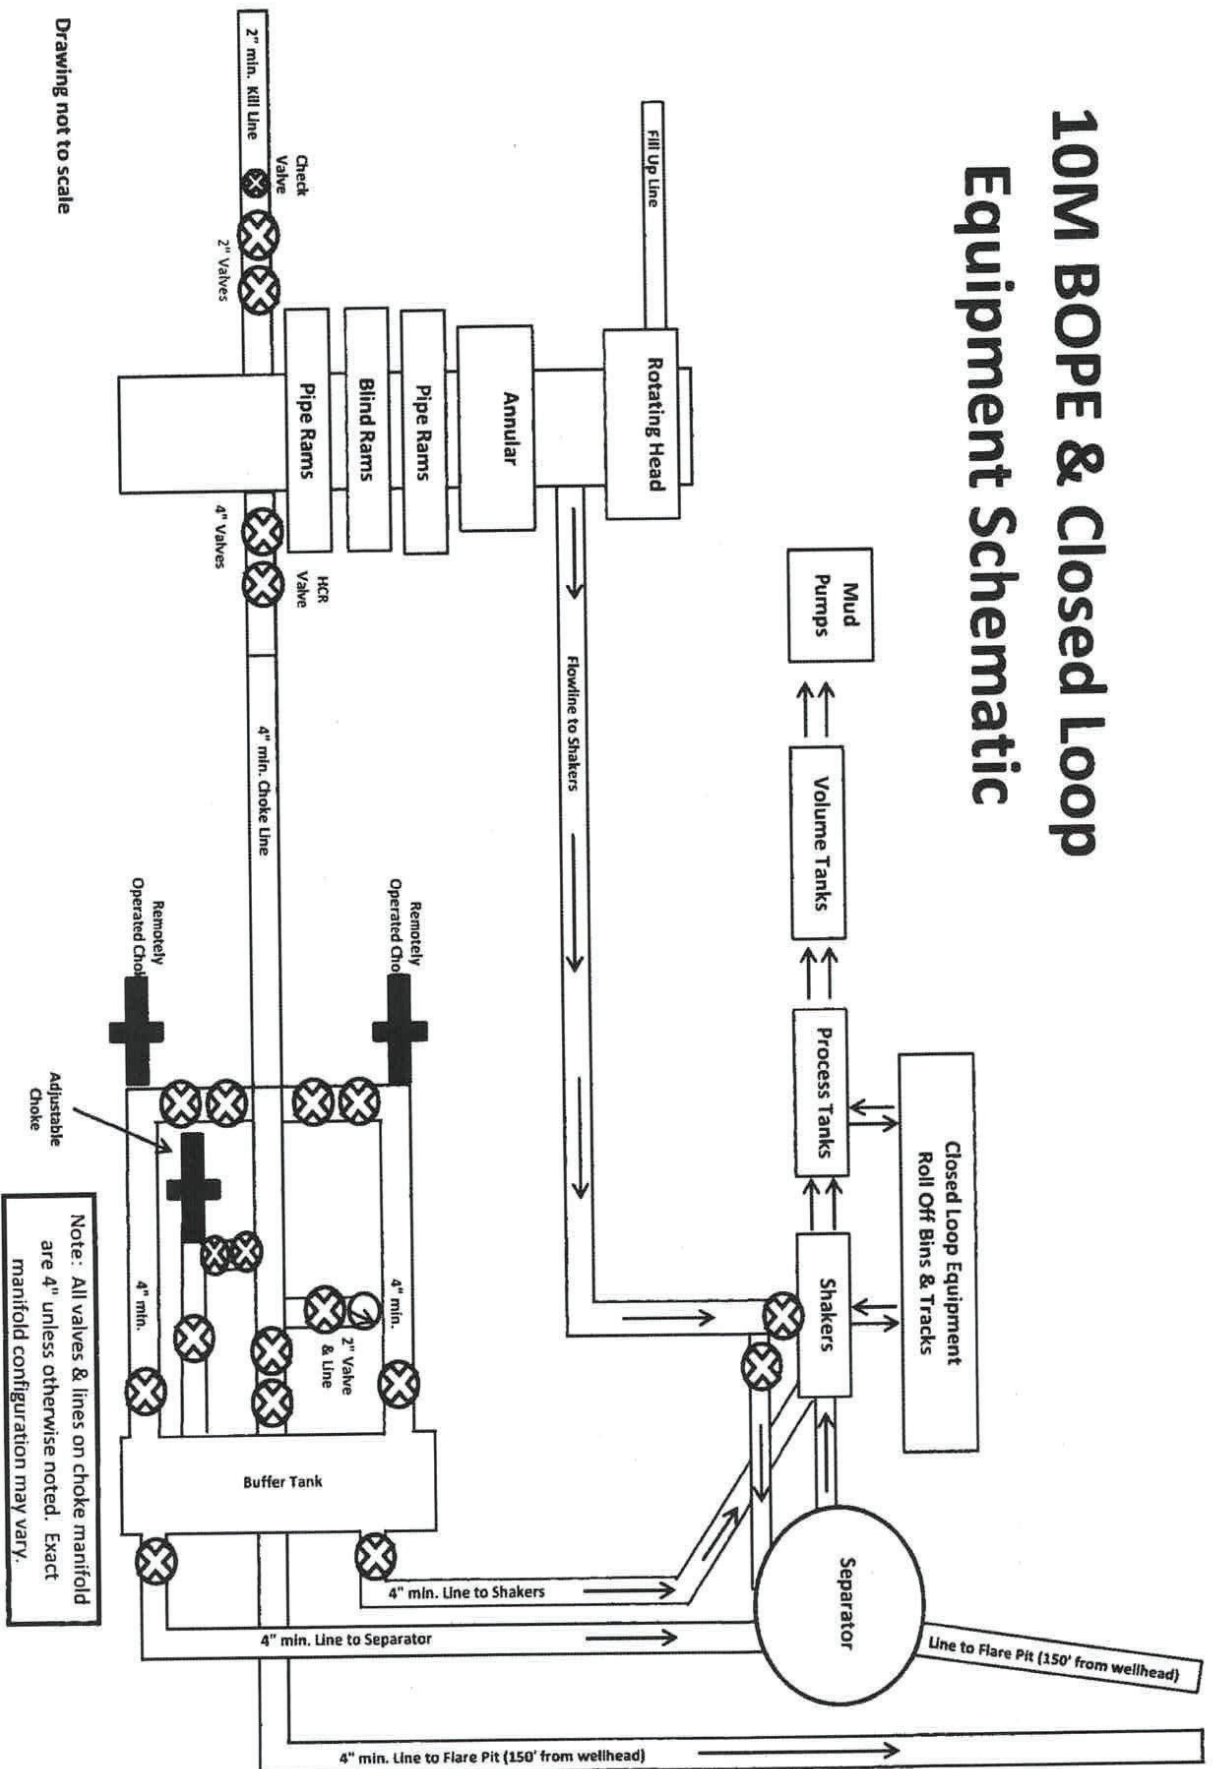 10M BOPE & Closed Loop
Equipment Schematic
Mud
Pumps
Volume Tanks
Process Tanks
Shakers
Closed Loop Equipment
Roll Off Bins & Tracks
Separator
Line to Flare Pit (150' from wellhead)
Fill Up Line
Rotating Head
Flowline to Shakers
Annular
Pipe Rams
Blind Rams
Pipe Rams
2" min. Kill Line
Check
Valve
2" Valves
4" Valves
HCR
Valve
4" min. Choke Line
Remotely
Operated Cho
Remotely
Operated Chok
Adjustable
Choke
4" min.
2" Valve
& Line
4" min.
Buffer Tank
4" min. Line to Shakers
4" min. Line to Separator
4" min. Line to Flare Pit (150' from wellhead)
Note: All valves & lines on choke manifold
are 4" unless otherwise noted. Exact
manifold configuration may vary.
Drawing not to scale